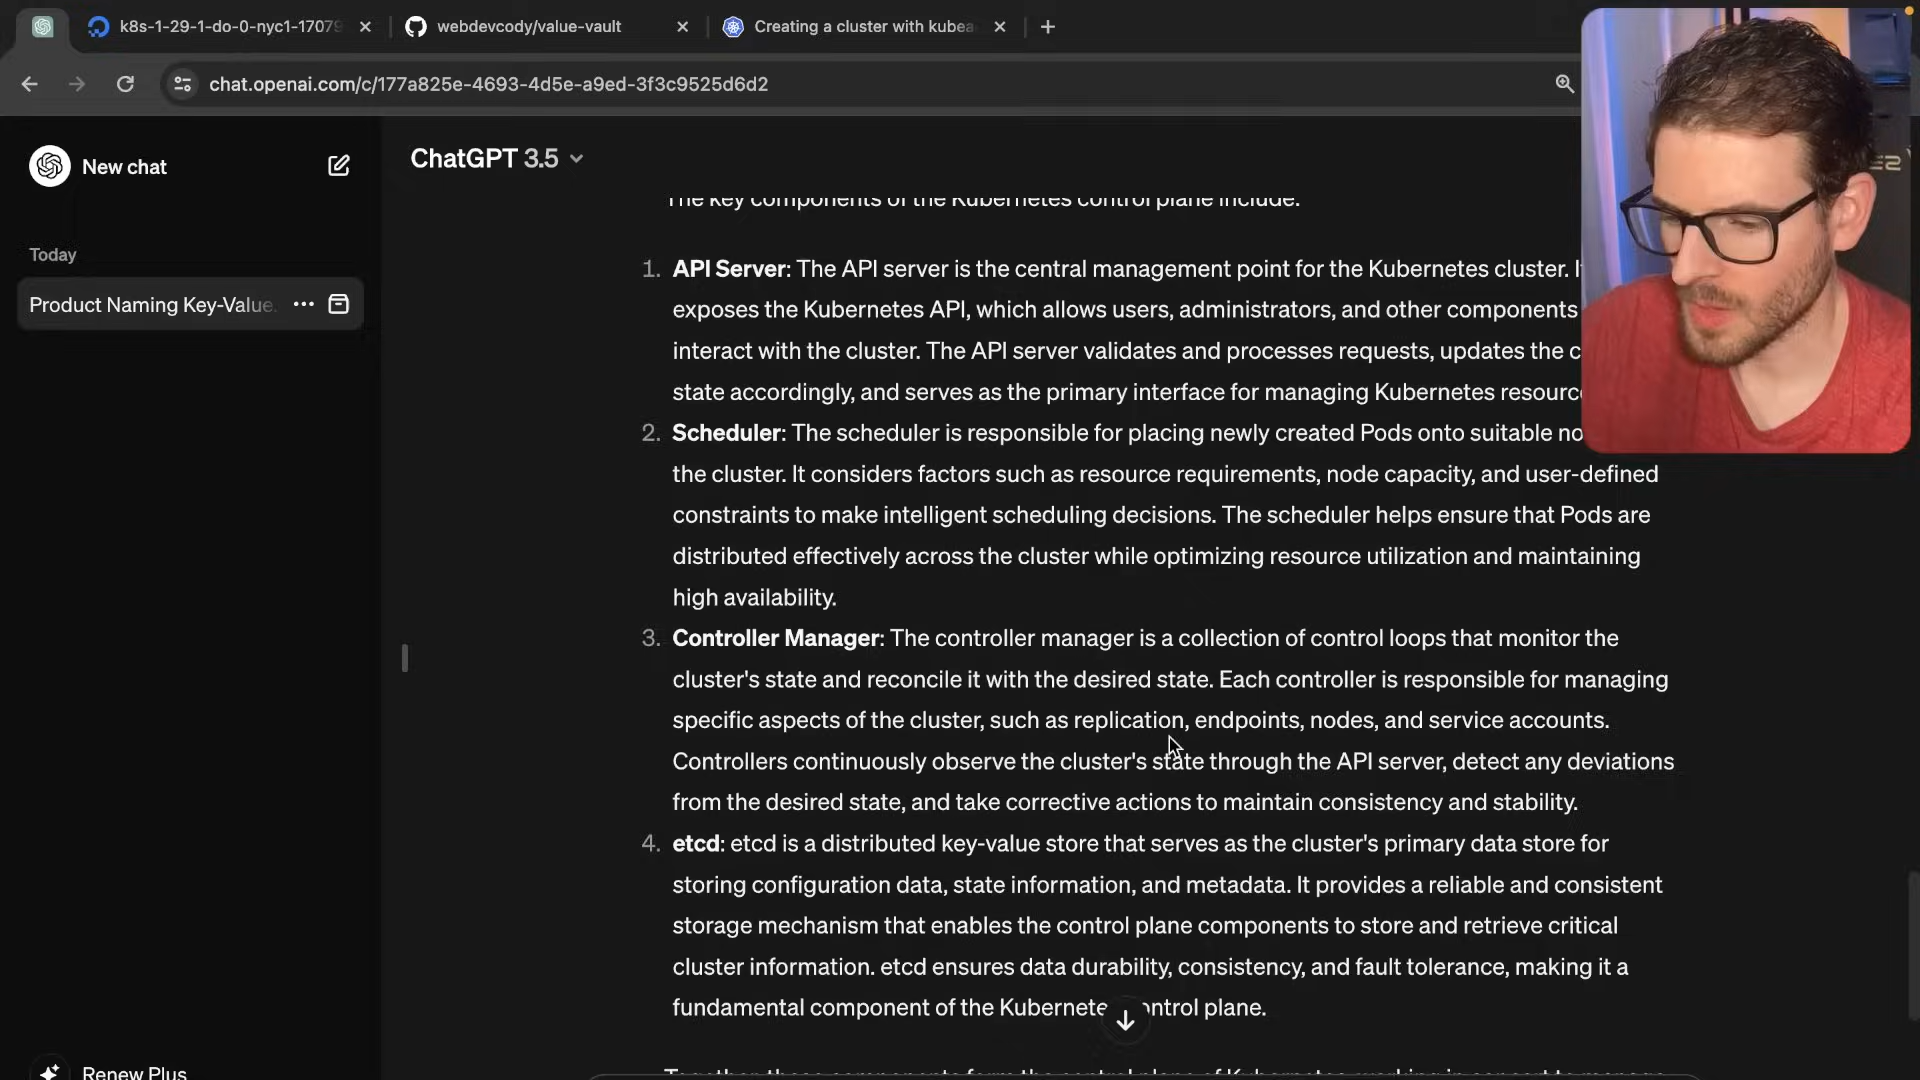 k8s-1-29-1-do-0-nyc1-1707
webdevcody/value-vault
Creating a cluster with kubea
chat.openai.com/c/177a825e-4693-4d5e-a9ed-3f3c9525d6d2
New chat
ChatGPT 3.5
Today
Product Naming Key-Value
The key components of the Kubernetes control plane include:
1. API Server: The API server is the central management point for the Kubernetes cluster.
exposes the Kubernetes API, which allows users, administrators, and other components
interact with the cluster. The API server validates and processes requests, updates the
state accordingly, and serves as the primary interface for managing Kubernetes
2. Scheduler: The scheduler is responsible for placing newly created Pods onto suitable
the cluster. It considers factors such as resource requirements, node capacity, and user-defined
constraints to make intelligent scheduling decisions. The scheduler helps ensure that Pods are
distributed effectively across the cluster while optimizing resource utilization and maintaining
high availability.
3. Controller Manager: The controller manager is a collection of control loops that monitor the
cluster's state and reconcile it with the desired state. Each controller is responsible for managing
specific aspects of the cluster, such as replication, endpoints, nodes, and service accounts.
Controllers continuously observe the cluster's state through the API server, detect any deviations
from the desired state, and take corrective actions to maintain consistency and stability.
4. etcd: etcd is a distributed key-value store that serves as the cluster's primary data store for
storing configuration data, state information, and metadata. It provides a reliable and consistent
storage mechanism that enables the control plane components to store and retrieve critical
cluster information. etcd ensures data durability, consistency, and fault tolerance, making it a
fundamental component of the Kubernetes control plane.
Renew Plus